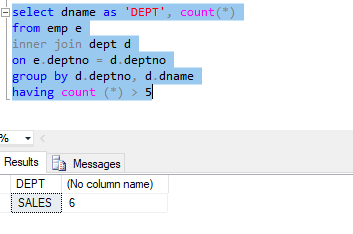 select dname as 'DEPT', count(*)
from emp e
inner join dept d
on e.deptno = d.deptno
group by d.deptno, d.dname
having count (*) > 5
%
Results Messages
DEPT (No column name)
SALES 6